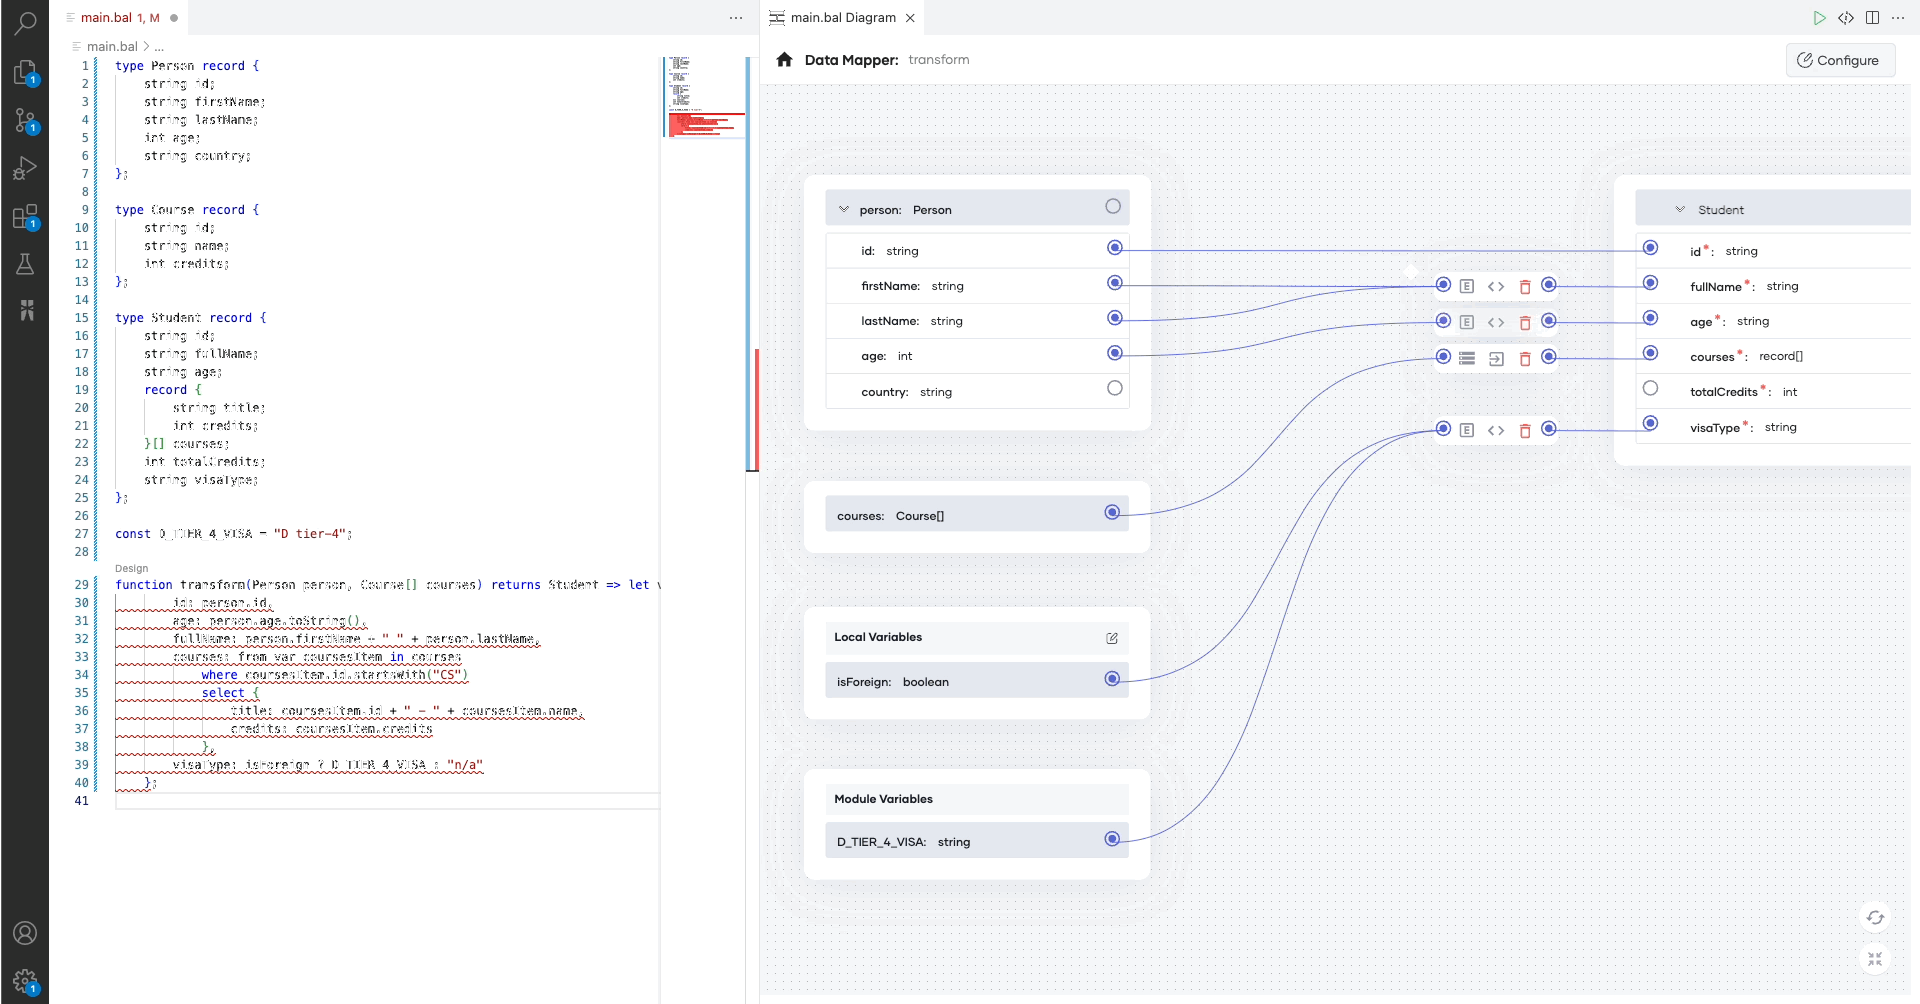 main.bal 1, M
main.bal > ...
1 type Person record {
2 string id;
3 string firstName;
4 string lastName;
5 int age;
6 string country;
7 };
8
9 type Course record {
10 string id;
11 string name;
12 int credits;
13 };
14
15 type Student record {
16 string id;
17 string fullName;
18 string age;
19 record {
20 string title;
21 int credits;
22 }[] courses;
23 int totalCredits;
24 string visaType;
25 };
26
27 const D_TIER_4_VISA = "D tier-4";
28
Design
29 function transform(Person person, Course[] courses) returns Student => let v
30 id: person.id,
31 age: person.age.toString(),
32 fullName: person.firstName + " " + person.lastName,
33 courses: from var coursesItem in courses
34 where coursesItem.id.startsWith("CS")
35 select {
36 title: coursesItem.id + " - " + coursesItem.name,
37 credits: coursesItem.credits
38 },
39 visaType: isForeign ? D_TIER_4_VISA : "n/a"
40 };
41
1
1
1
1
main.bal Diagram
Data Mapper: transform
Configure
person: Person
id: string
firstName: string
lastName: string
age: int
country: string
courses: Course[]
Local Variables
isForeign: boolean
Module Variables
D_TIER_4_VISA: string
E
E
E
Student
id*: string
fullName*: string
age*: string
courses*: record[]
totalCredits*: int
visaType*: string